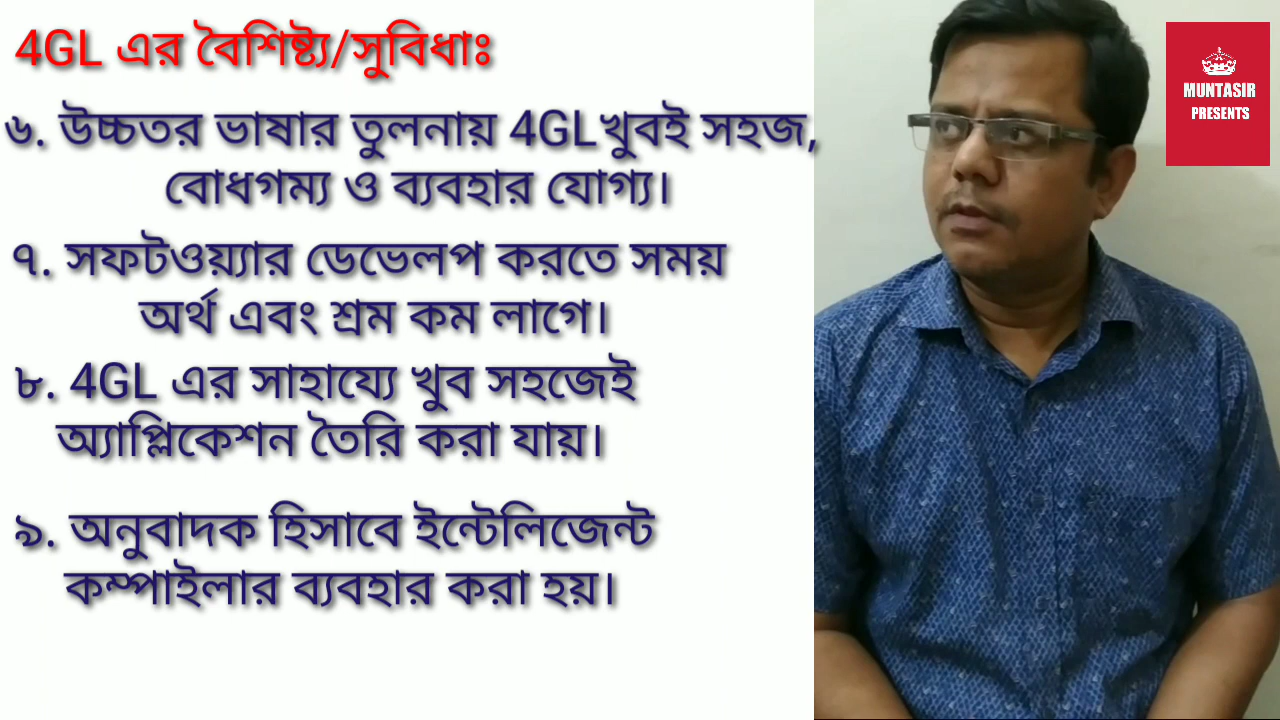 4GL এর বৈশিষ্ট্য/সুবিধাঃ
৬. উচ্চতর ভাষার তুলনায় 4GLখুবই সহজ,
বোধগম্য ও ব্যবহার যোগ্য।
৭. সফটওয়্যার ডেভেলপ করতে সময়
অর্থ এবং শ্রম কম লাগে।
৮. 4GL এর সাহায্যে খুব সহজেই
অ্যাপ্লিকেশন তৈরি করা যায়।
৯. অনুবাদক হিসাবে ইন্টেলিজেন্ট
কম্পাইলার ব্যবহার করা হয়।
MUNTASIR
PRESENTS